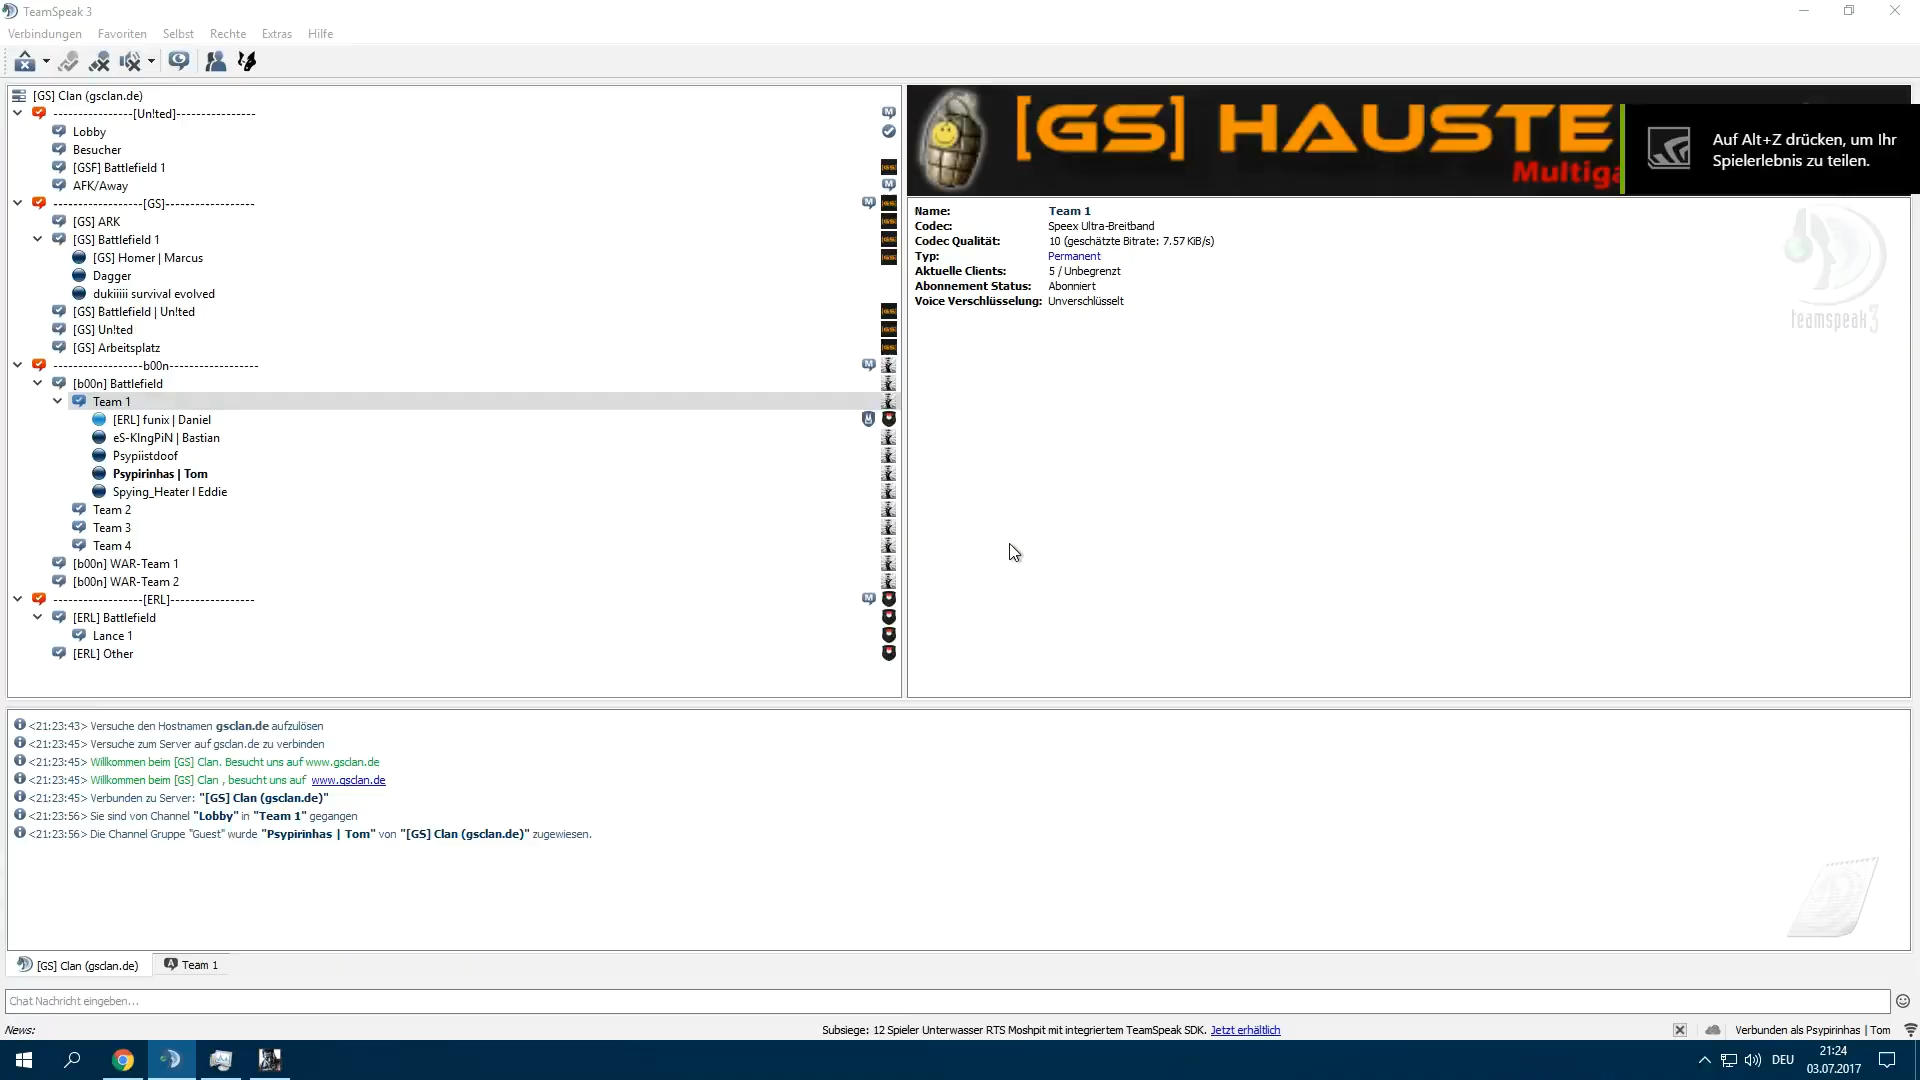 TeamSpeak 3
Verbindungen Favoriten Selbst Rechte Extras Hilfe
[GS] Clan (gsclan.de)
----------------[Un!ted]----------------
Lobby
Besucher
[GSF] Battlefield 1
AFK/Away
------------------[GS]------------------
[GS] ARK
[GS] Battlefield 1
[GS] Homer | Marcus
Dagger
dukiiiii survival evolved
[GS] Battlefield | Un!ted
[GS] Un!ted
[GS] Arbeitsplatz
------------------b00n------------------
[b00n] Battlefield
Team 1
[ERL] funix | Daniel
eS-KIngPiN | Bastian
Psypiistdoof
Psypirinhas | Tom
Spying_Heater I Eddie
Team 2
Team 3
Team 4
[b00n] WAR-Team 1
[b00n] WAR-Team 2
------------------[ERL]-----------------
[ERL] Battlefield
Lance 1
[ERL] Other
[GS] HAUSTE
Multiga
Auf Alt+Z drücken, um Ihr
Spielerlebnis zu teilen.
Name: Team 1
Codec: Speex Ultra-Breitband
Codec Qualität: 10 (geschätzte Bitrate: 7.57 KiB/s)
Typ: Permanent
Aktuelle Clients: 5 / Unbegrenzt
Abonnement Status: Abonniert
Voice Verschlüsselung: Unverschlüsselt
teamspeak3
<21:23:43> Versuche den Hostnamen gsclan.de aufzulösen
<21:23:45> Versuche zum Server auf gsclan.de zu verbinden
<21:23:45> Willkommen beim [GS] Clan. Besucht uns auf www.gsclan.de
<21:23:45> Willkommen beim [GS] Clan , besucht uns auf www.gsclan.de
<21:23:45> Verbunden zu Server: "[GS] Clan (gsclan.de)"
<21:23:56> Sie sind von Channel "Lobby" in "Team 1" gegangen
<21:23:56> Die Channel Gruppe "Guest" wurde "Psypirinhas | Tom" von "[GS] Clan (gsclan.de)" zugewiesen.
[GS] Clan (gsclan.de) Team 1
Chat Nachricht eingeben...
News: Subsiege: 12 Spieler Unterwasser RTS Moshpit mit integriertem TeamSpeak SDK. Jetzt erhältlich Verbunden als Psypirinhas | Tom
DEU
21:24
03.07.2017